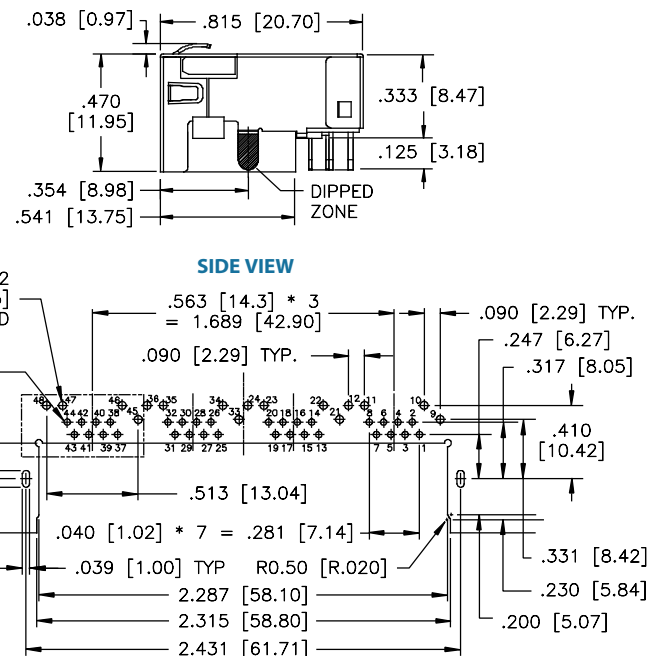 .038 [0.97]
.815 [20.70]
.470
[11.95]
.333 [8.47]
.125 [3.18]
.354 [8.98]
DIPPED
ZONE
.541 [13.75]
SIDE VIEW
2
]
D
.563 [14.3] * 3
= 1.689 [42.90]
.090 [2.29] TYP.
.247 [6.27]
.090 [2.29] TYP.
.317 [8.05]
48 47 46 36 35 34 24 23 22 12 11 10
44 42 40 38 45 32 30 28 26 33 20 18 16 14 21 8 6 4 2 9
43 41 39 37 31 29 27 25 19 17 15 13 7 5 3 1
.410
[10.42]
.513 [13.04]
.040 [1.02] * 7 = .281 [7.14]
.331 [8.42]
.039 [1.00] TYP
R0.50 [R.020]
.230 [5.84]
2.287 [58.10]
.200 [5.07]
2.315 [58.80]
2.431 [61.71]